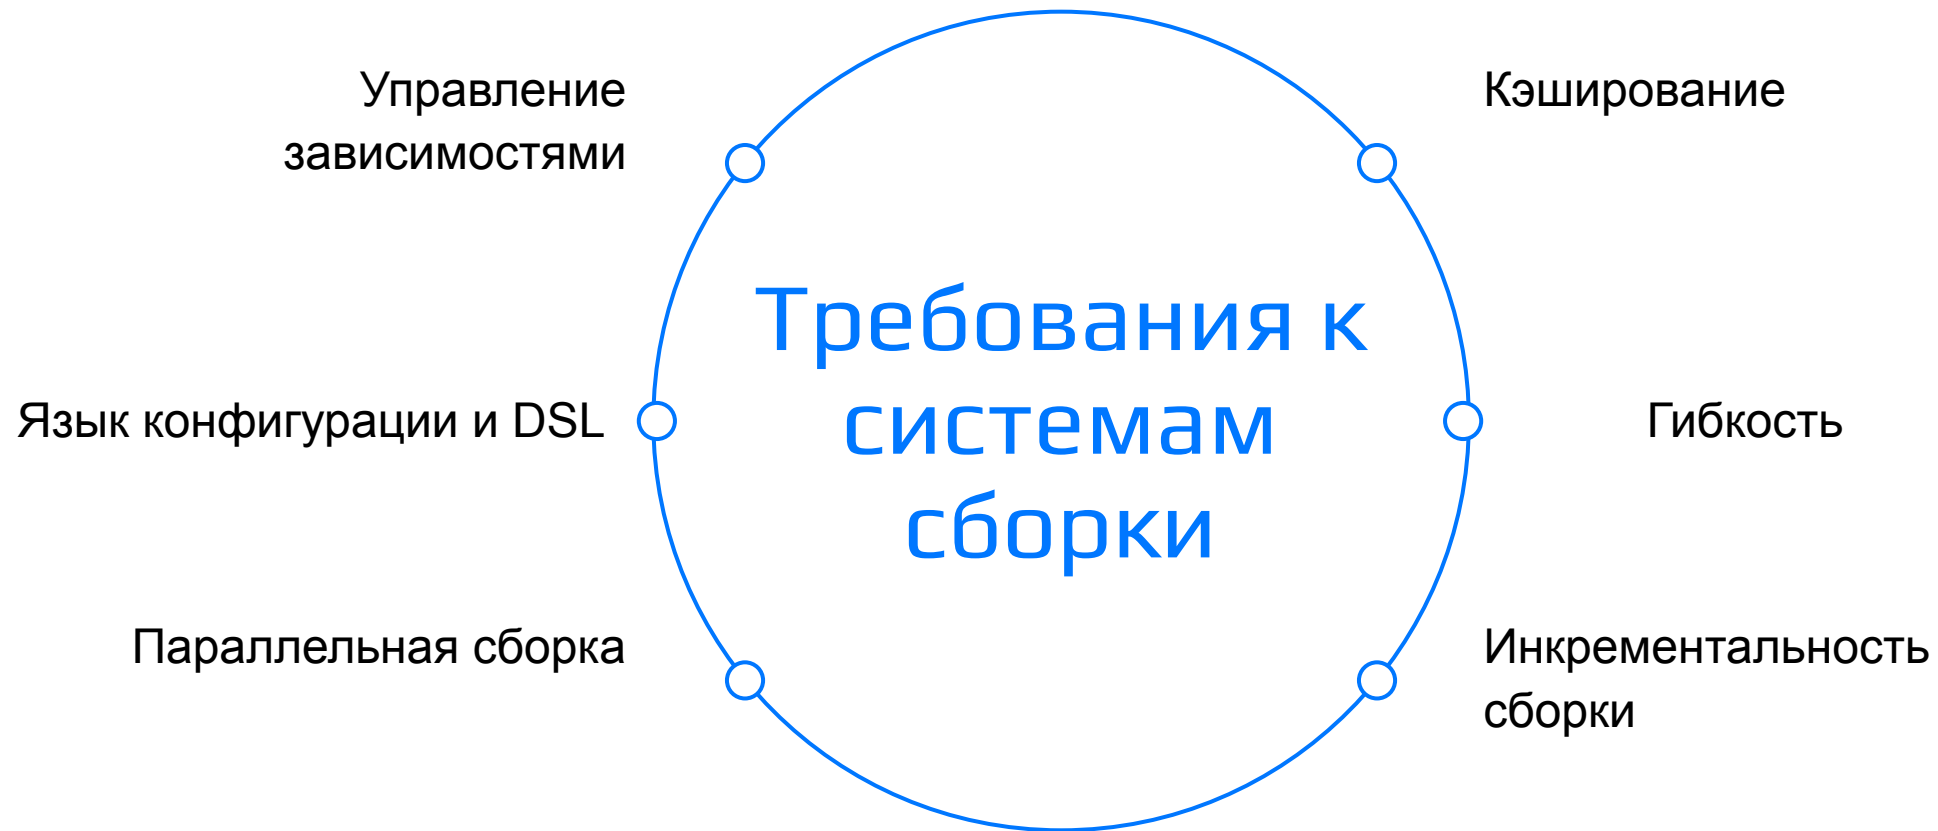 Управление
зависимостями
Кэширование
Требования к
системам
сборки
Язык конфигурации и DSL
Гибкость
Параллельная сборка
Инкрементальность
сборки